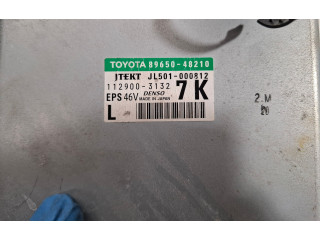 TOYOTA 89650-48210
JTEKT JL501-000812
112900-3132 7K
EPS 46V DENSO MADE IN JAPAN
L
2.M